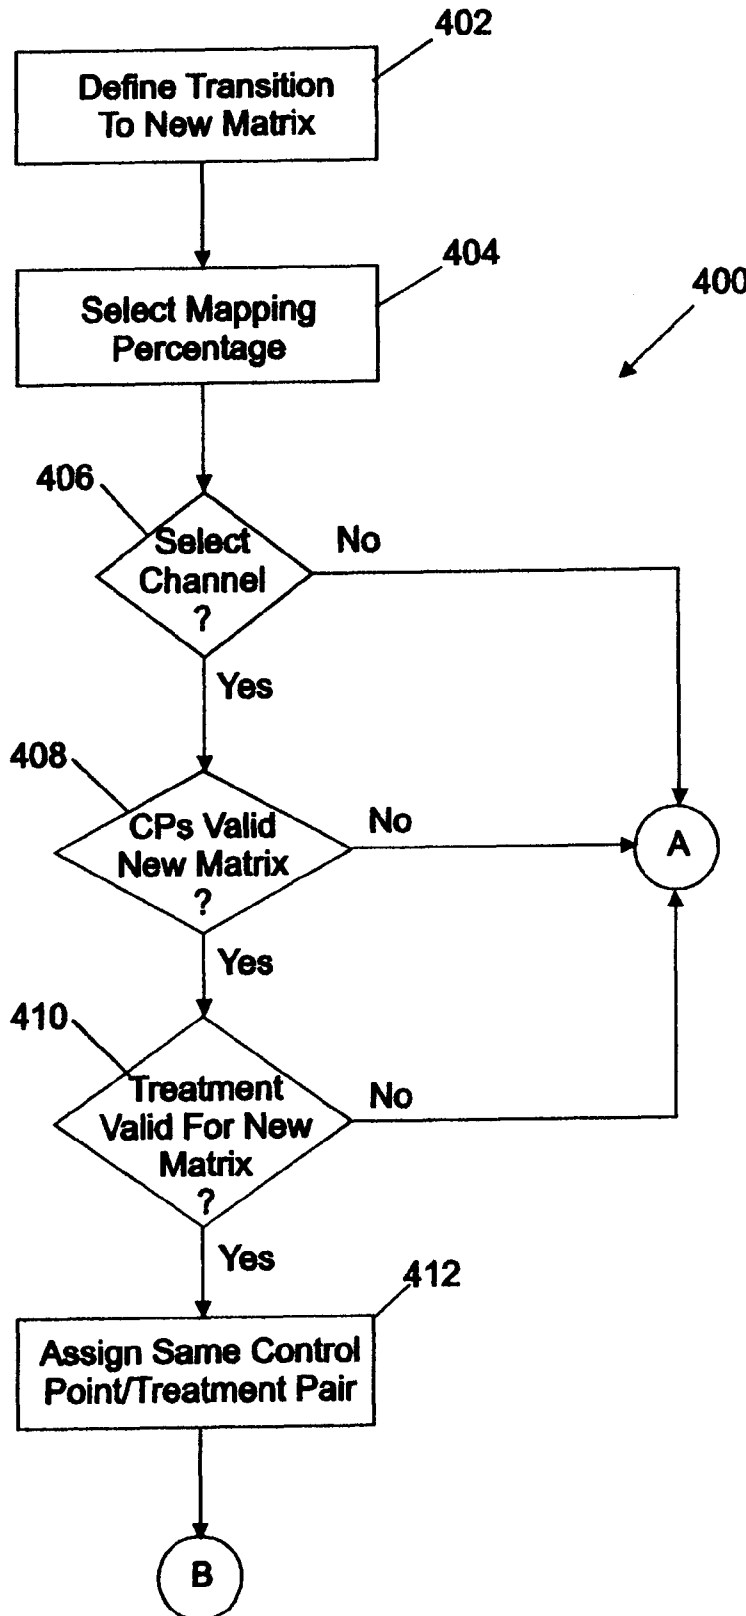 402
Define Transition
To New Matrix
404
Select Mapping
Percentage
400
406
Select
Channel
?
No
Yes
408
CPs Valid
New Matrix
?
No
A
Yes
410
Treatment
Valid For New
Matrix
?
No
Yes
412
Assign Same Control
Point/Treatment Pair
B